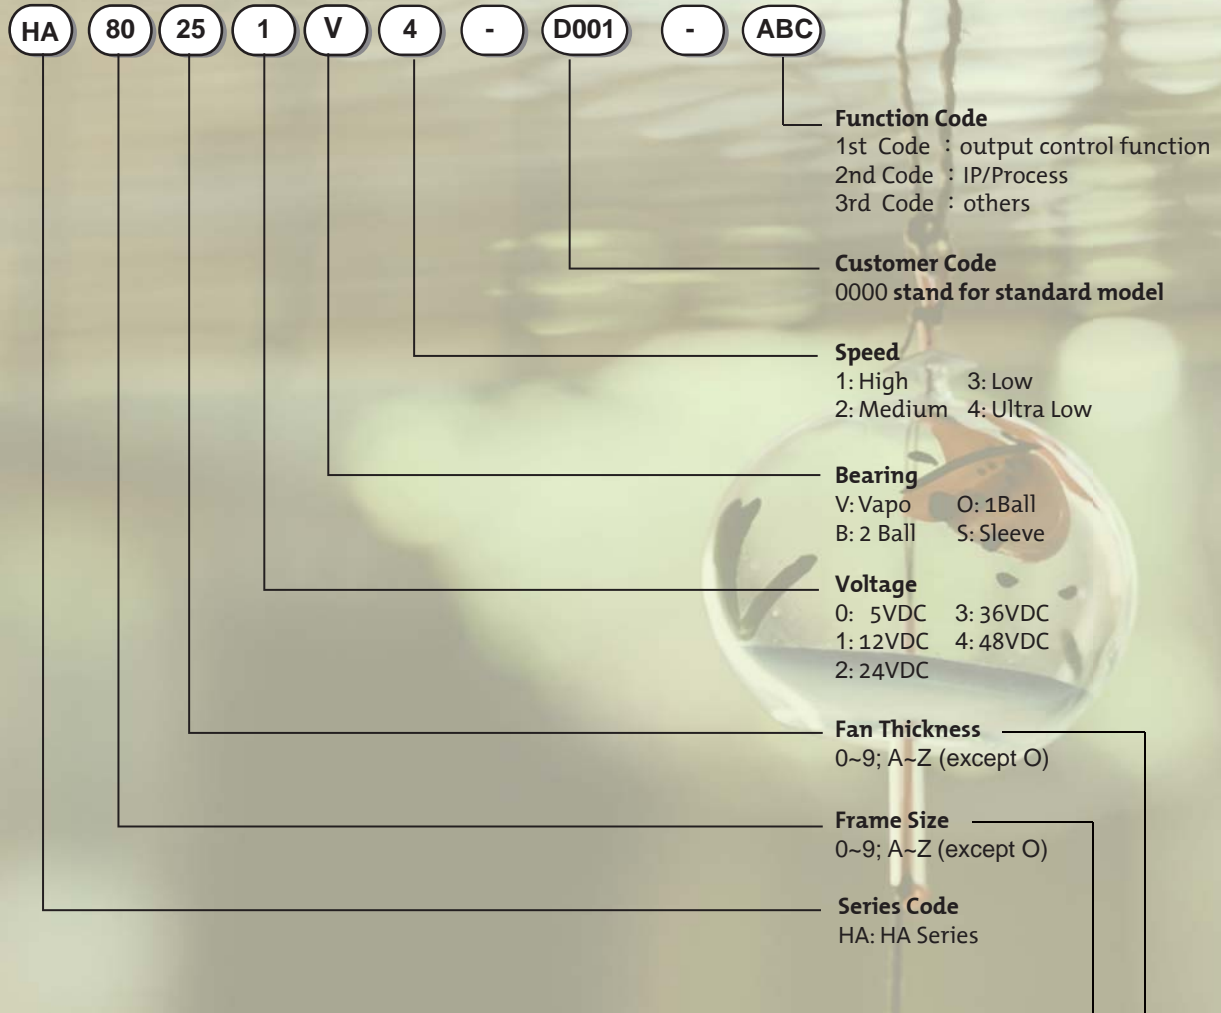 HA 80 25 1 V 4 - D001 - ABC
Function Code
1st Code : output control function
2nd Code : IP/Process
3rd Code : others
Customer Code
0000 stand for standard model
Speed
1: High 3: Low
2: Medium 4: Ultra Low
Bearing
V: Vapo O: 1Ball
B: 2 Ball S: Sleeve
Voltage
0: 5VDC 3: 36VDC
1: 12VDC 4: 48VDC
2: 24VDC
Fan Thickness
0~9; A~Z (except O)
Frame Size
0~9; A~Z (except O)
Series Code
HA: HA Series